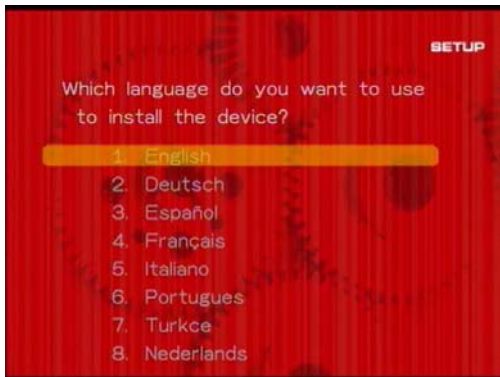 SETUP
Which language do you want to use
to install the device?
1. English
2. Deutsch
3. Español
4. Français
5. Italiano
6. Portugues
7. Turkce
8. Nederlands